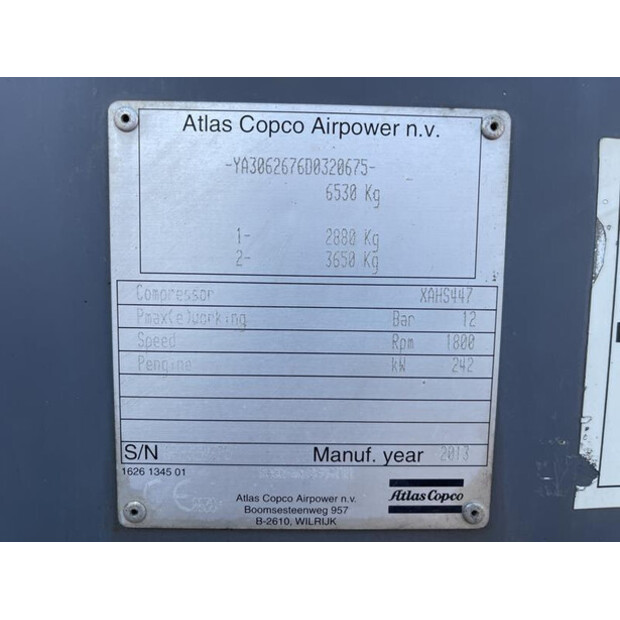 Atlas Copco Airpower n.v.
-YA3062676D0320675-
6530 Kg
1- 2880 Kg
2- 3650 Kg
Compressor XAHS447
Pmax(e)working Bar 12
Speed Rpm 1800
Pengine kW 242
S/N Manuf. year 2013
1626 1345 01
CE
Atlas Copco Airpower n.v.
Boomsesteenweg 957
B-2610, WILRIJK
Atlas Copco